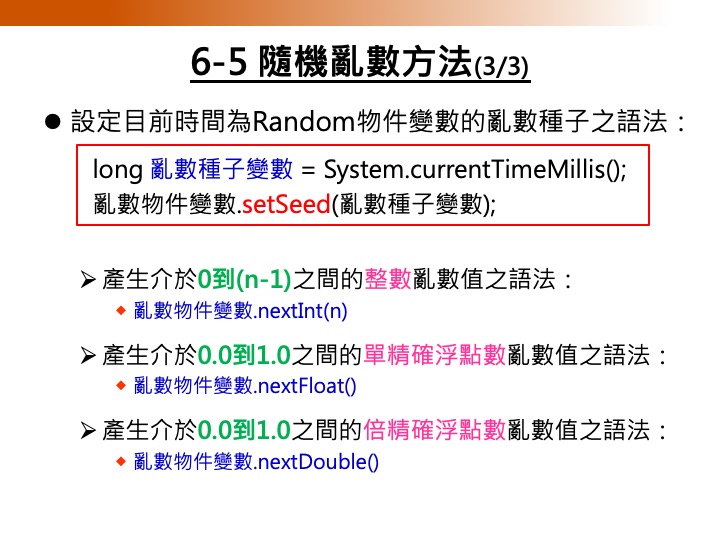 6-5 隨機亂數方法(3/3)
● 設定目前時間為Random物件變數的亂數種子之語法：
long 亂數種子變數 = System.currentTimeMillis();
亂數物件變數.setSeed(亂數種子變數);
➢ 產生介於0到(n-1)之間的整數亂數值之語法：
◆ 亂數物件變數.nextInt(n)
➢ 產生介於0.0到1.0之間的單精確浮點數亂數值之語法：
◆ 亂數物件變數.nextFloat()
➢ 產生介於0.0到1.0之間的倍精確浮點數亂數值之語法：
◆ 亂數物件變數.nextDouble()